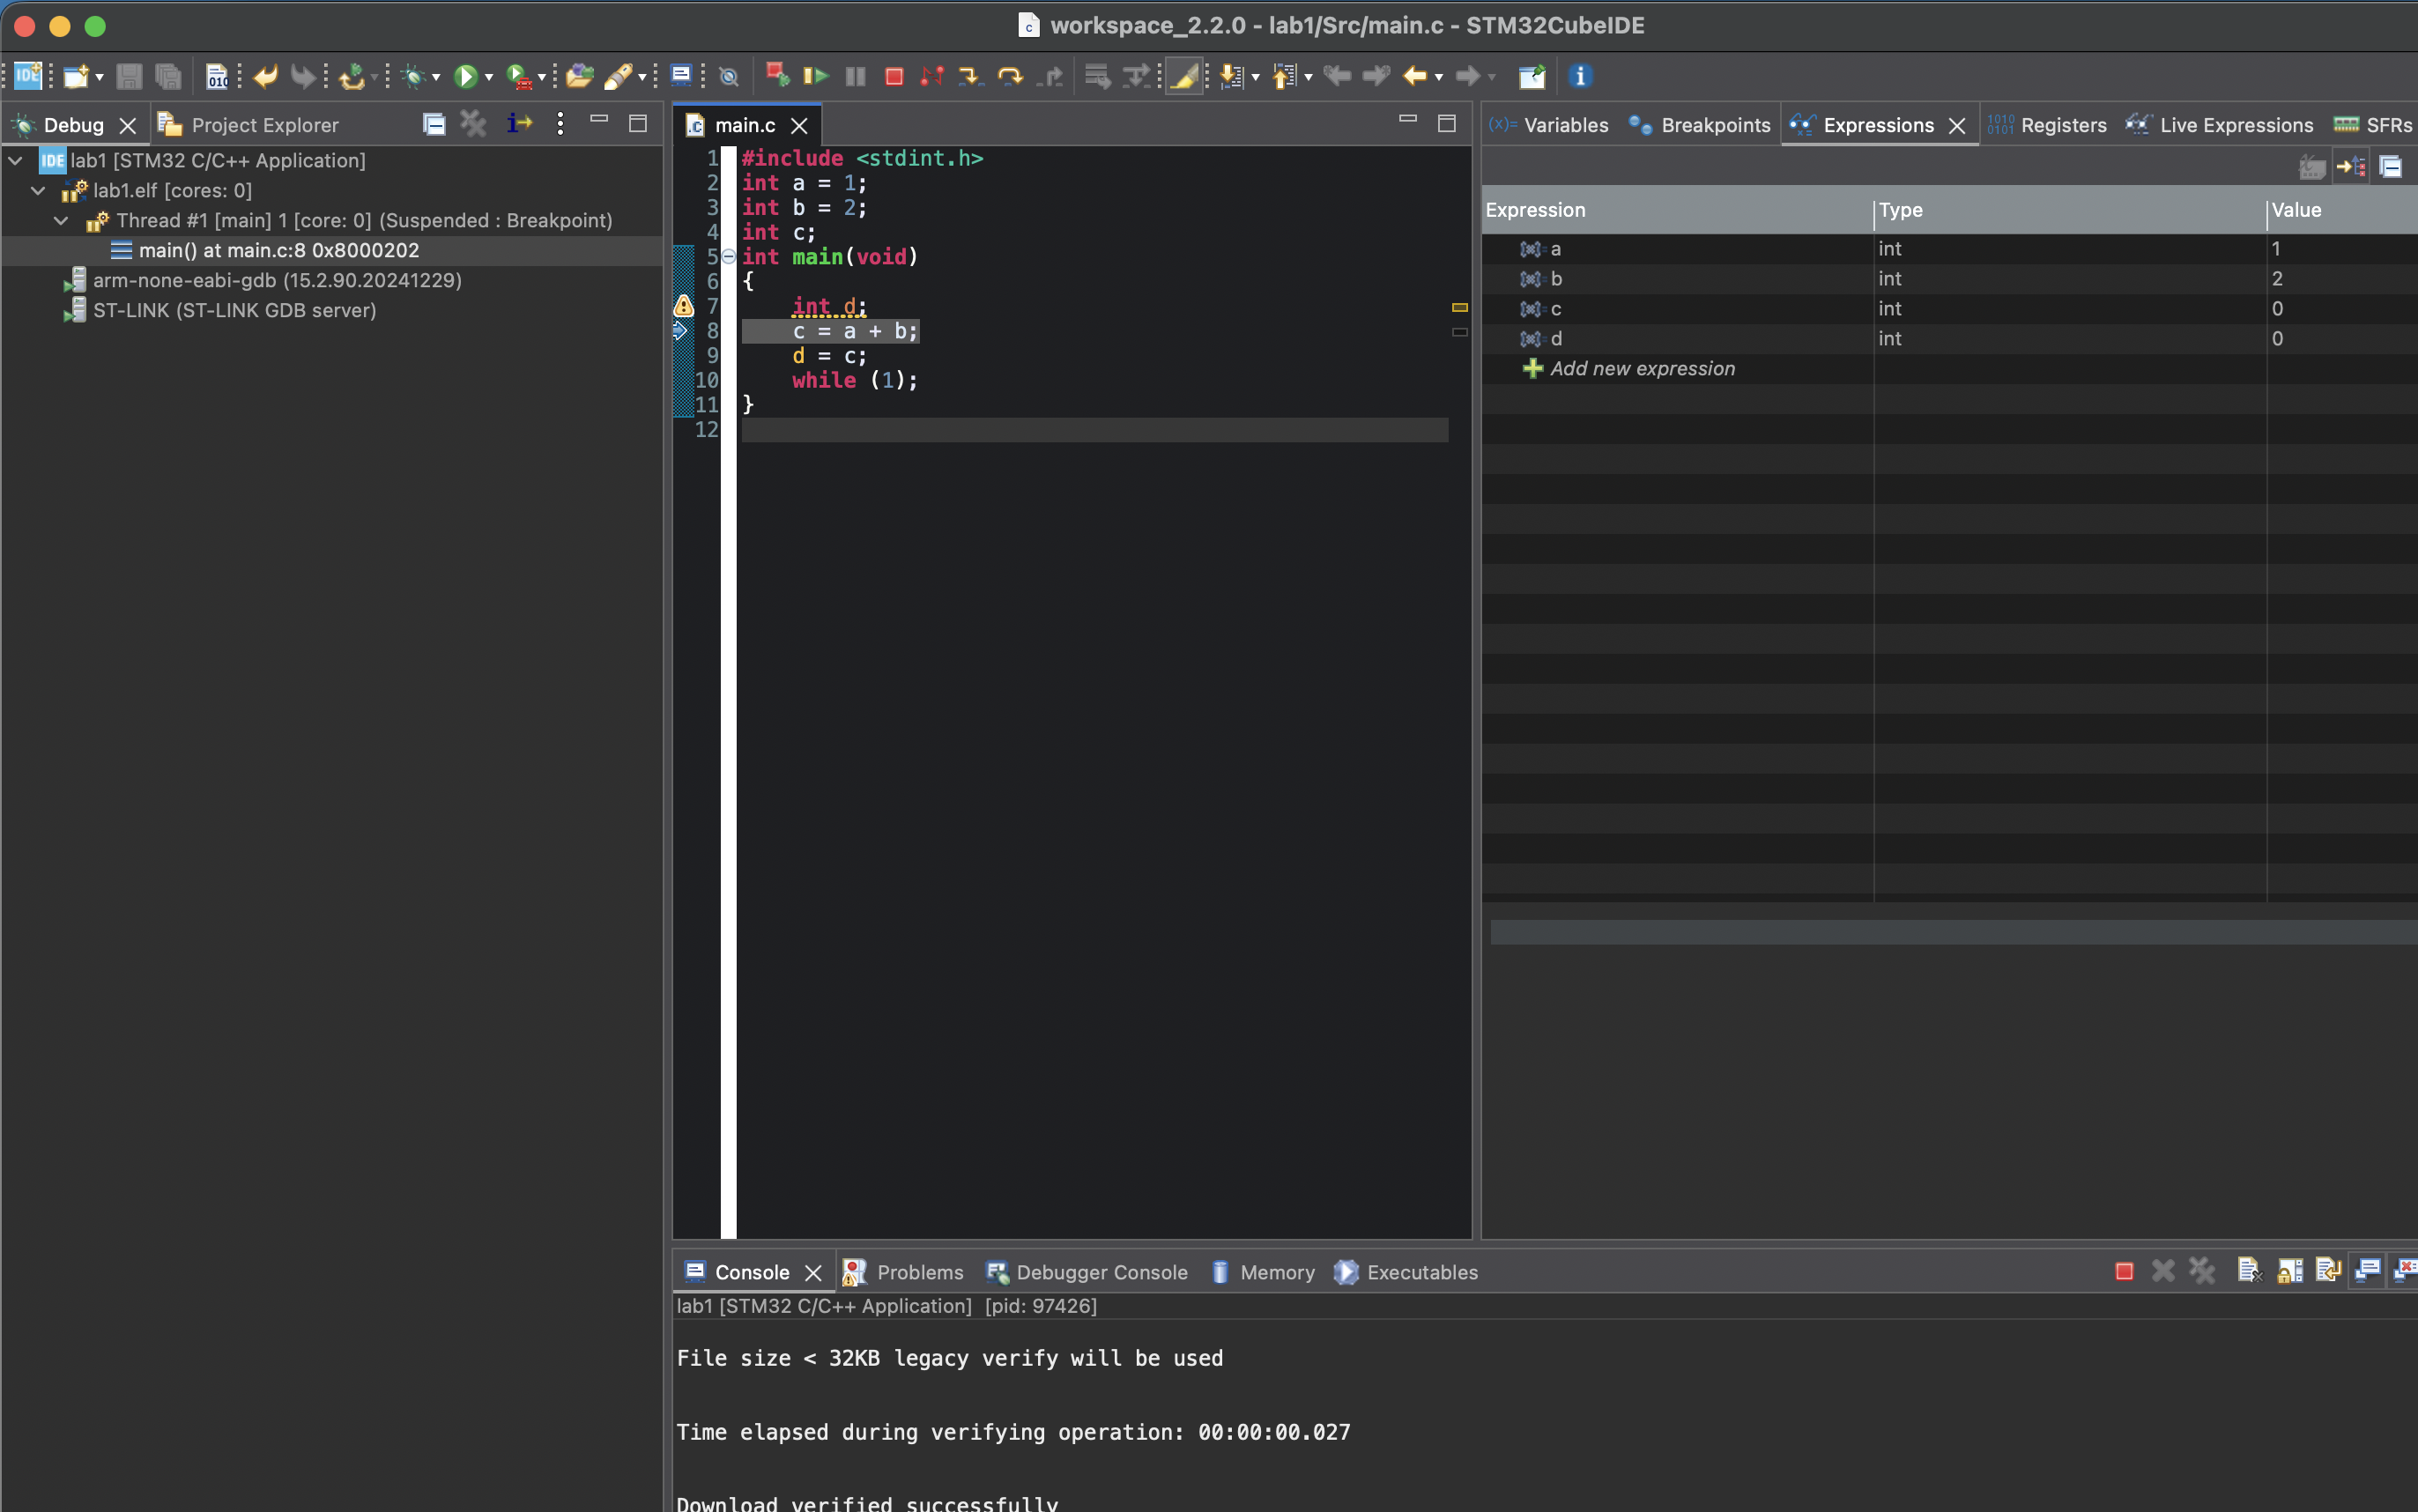 workspace_2.2.0 - lab1/Src/main.c - STM32CubeIDE
Debug
Project Explorer
lab1 [STM32 C/C++ Application]
lab1.elf [cores: 0]
Thread #1 [main] 1 [core: 0] (Suspended : Breakpoint)
main() at main.c:8 0x8000202
arm-none-eabi-gdb (15.2.90.20241229)
ST-LINK (ST-LINK GDB server)
main.c
1 #include <stdint.h>
2 int a = 1;
3 int b = 2;
4 int c;
5 int main(void)
6 {
7     int d;
8     c = a + b;
9     d = c;
10     while (1);
11 }
12
Variables
Breakpoints
Expressions
Registers
Live Expressions
SFRs
Expression Type Value
a int 1
b int 2
c int 0
d int 0
Add new expression
Console
Problems
Debugger Console
Memory
Executables
lab1 [STM32 C/C++ Application] [pid: 97426]
File size < 32KB legacy verify will be used
Time elapsed during verifying operation: 00:00:00.027
Download verified successfully